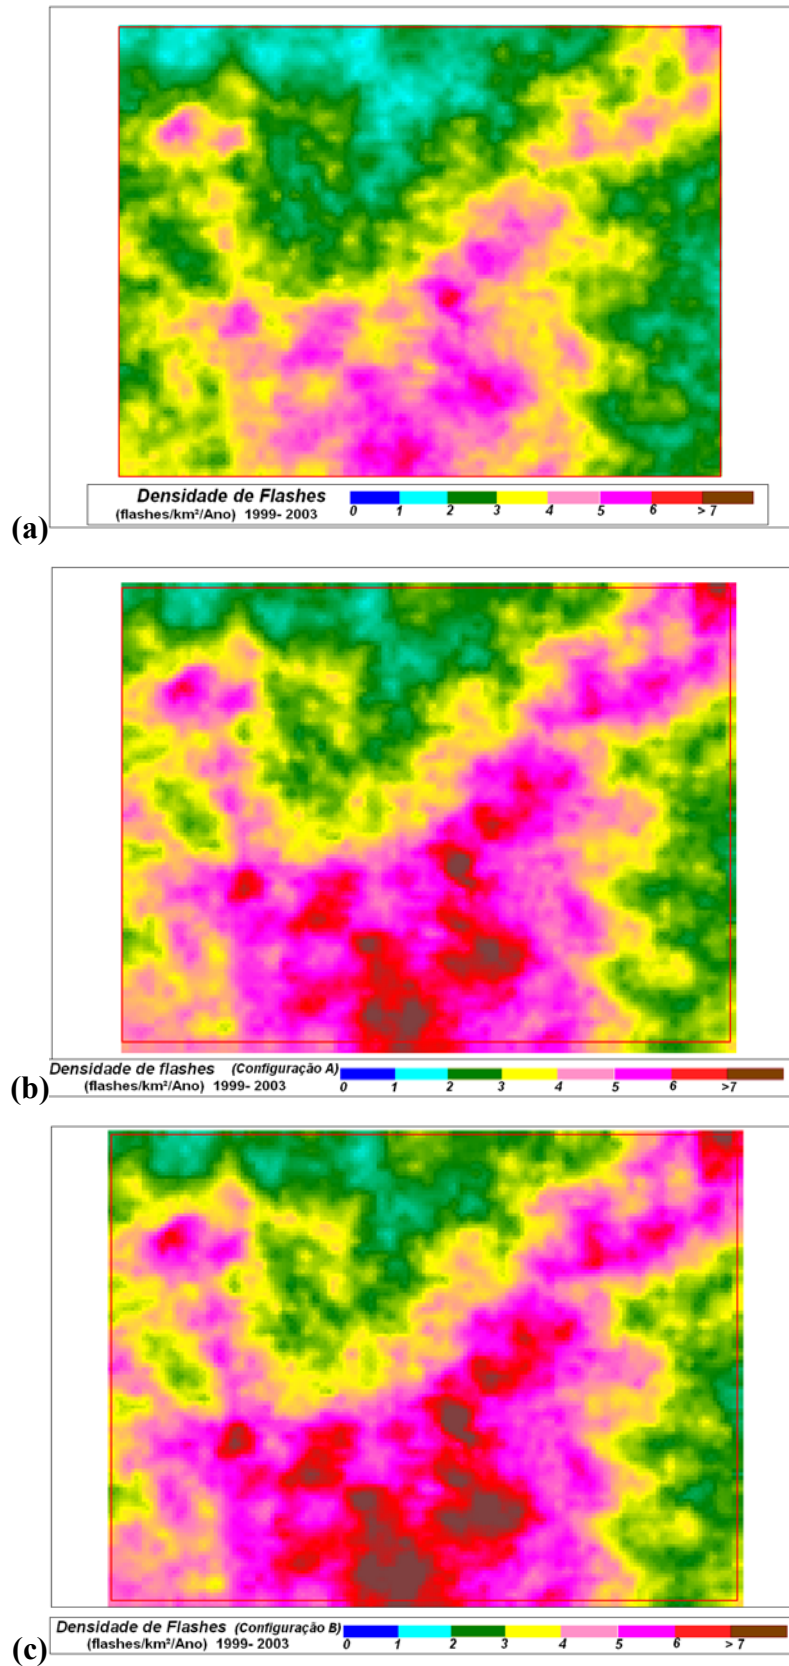 Densidade de Flashes
(flashes/km²/Ano) 1999- 2003
0 1 2 3 4 5 6 > 7
(a)
Densidade de flashes (Configuração A)
(flashes/km²/Ano) 1999- 2003
0 1 2 3 4 5 6 >7
(b)
Densidade de Flashes (Configuração B)
(flashes/km²/Ano) 1999- 2003
0 1 2 3 4 5 6 > 7
(c)